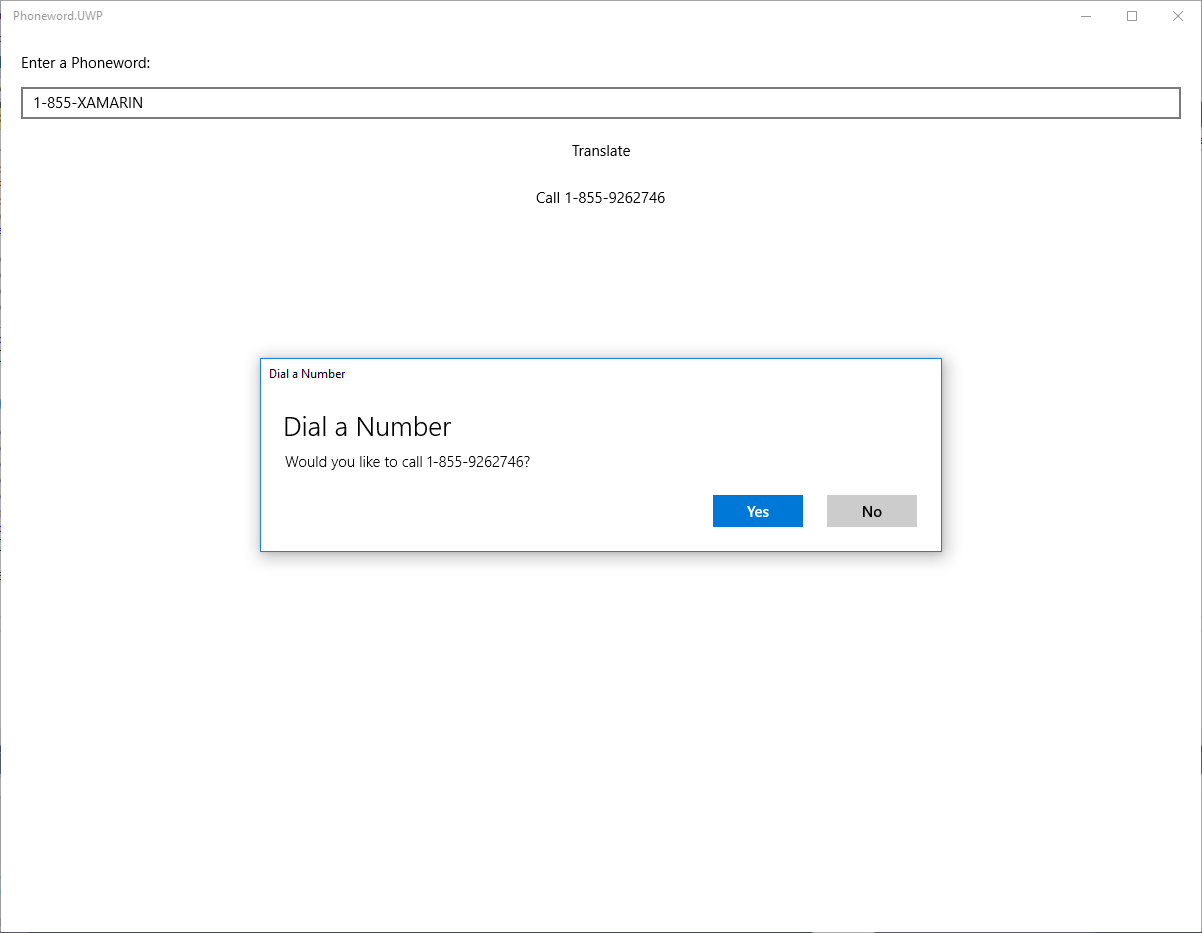 Phoneword.UWP
Enter a Phoneword:
1-855-XAMARIN
Translate
Call 1-855-9262746
Dial a Number
Dial a Number
Would you like to call 1-855-9262746?
Yes No